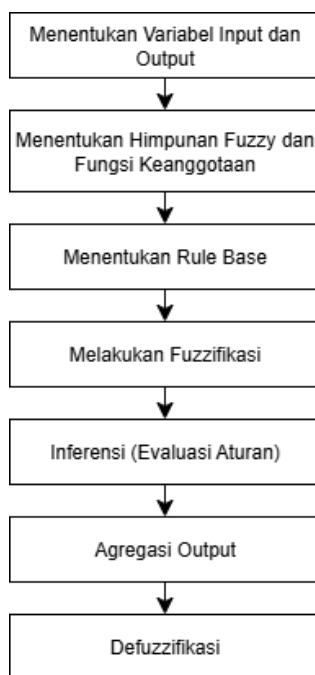 Menentukan Variabel Input dan
Output
Menentukan Himpunan Fuzzy dan
Fungsi Keanggotaan
Menentukan Rule Base
Melakukan Fuzzifikasi
Inferensi (Evaluasi Aturan)
Agregasi Output
Defuzzifikasi